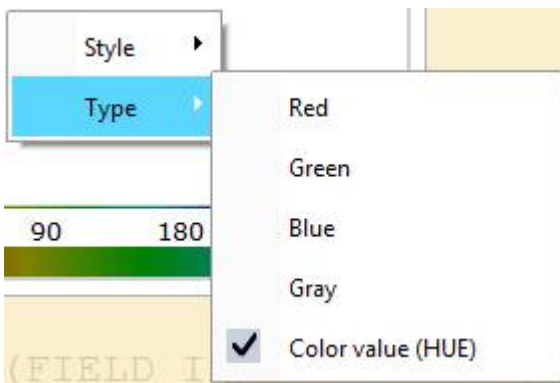 Style
Type
Red
Green
Blue
Gray
Color value (HUE)
90 180
(FIELD I